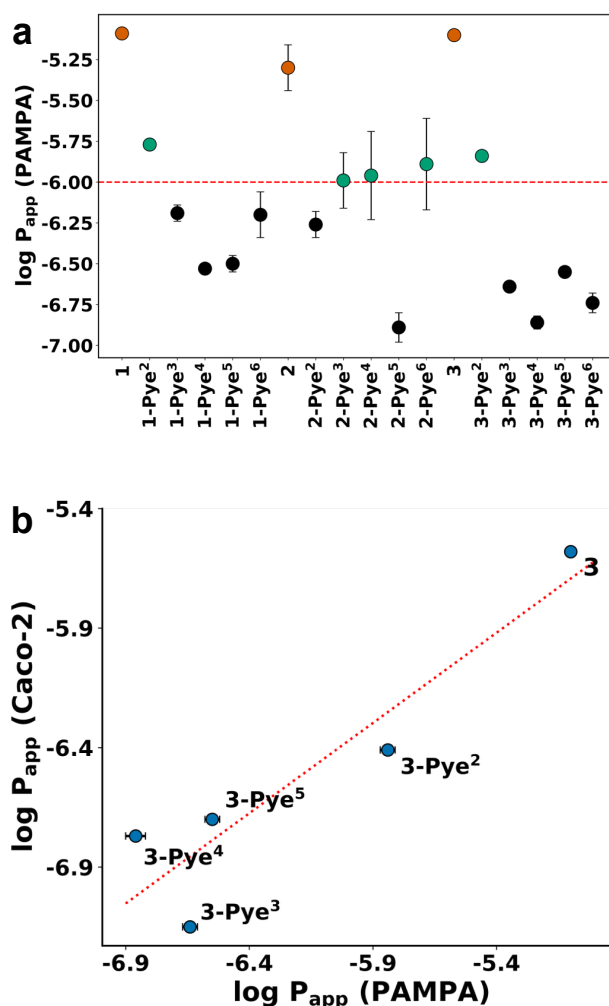 a
log P_app (PAMPA)
-5.25
-5.50
-5.75
-6.00
-6.25
-6.50
-6.75
-7.00
1
1-Pye²
1-Pye³
1-Pye⁴
1-Pye⁵
1-Pye⁶
2
2-Pye²
2-Pye³
2-Pye⁴
2-Pye⁵
2-Pye⁶
3
3-Pye²
3-Pye³
3-Pye⁴
3-Pye⁵
3-Pye⁶
b
log P_app (Caco-2)
-5.4
-5.9
-6.4
-6.9
3
3-Pye²
3-Pye⁵
3-Pye⁴
3-Pye³
-6.9 -6.4 -5.9 -5.4
log P_app (PAMPA)